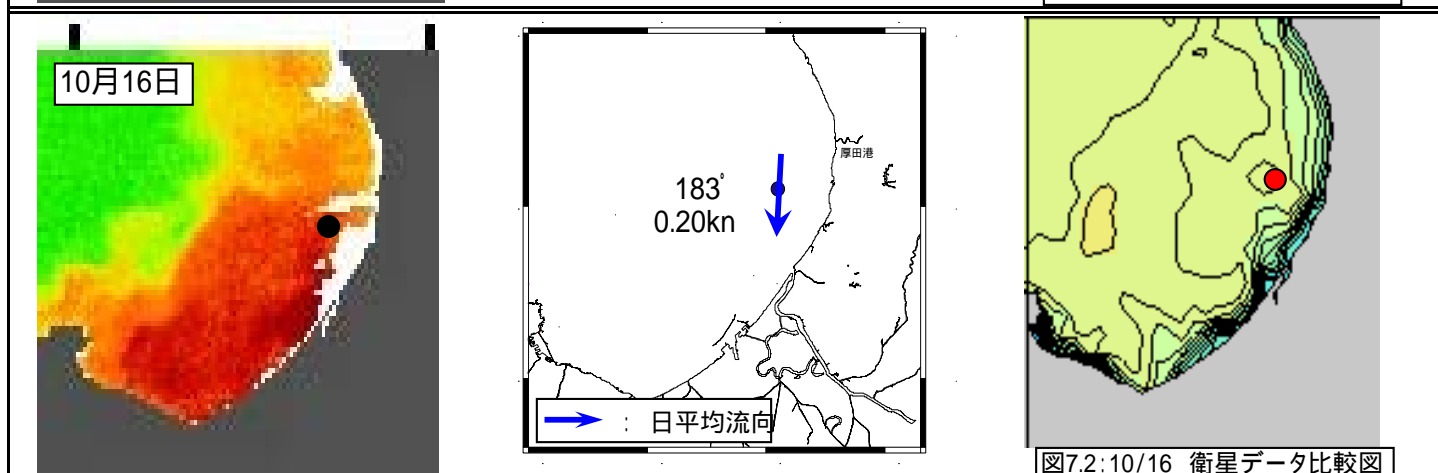 10月16日
厚田港
183°
0.20kn
: 日平均流向
図7.2:10/16 衛星データ比較図